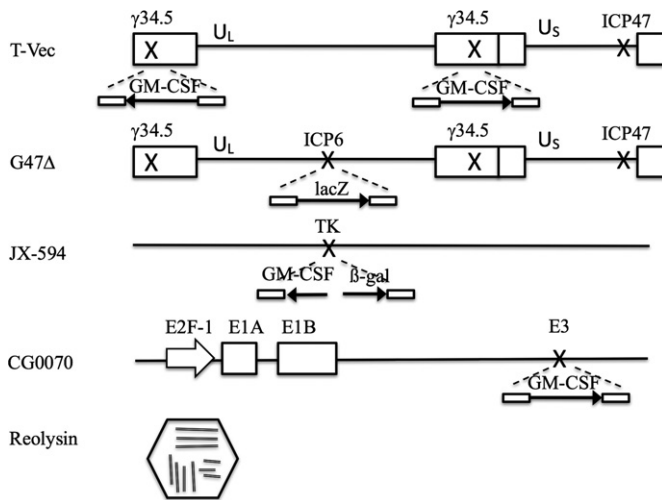 γ34.5 γ34.5 ICP47
T-Vec UL US
GM-CSF GM-CSF
γ34.5 ICP6 γ34.5 ICP47
G47Δ UL US
lacZ
TK
JX-594
GM-CSF ß-gal
E2F-1 E1A E1B E3
CG0070
GM-CSF
Reolysin